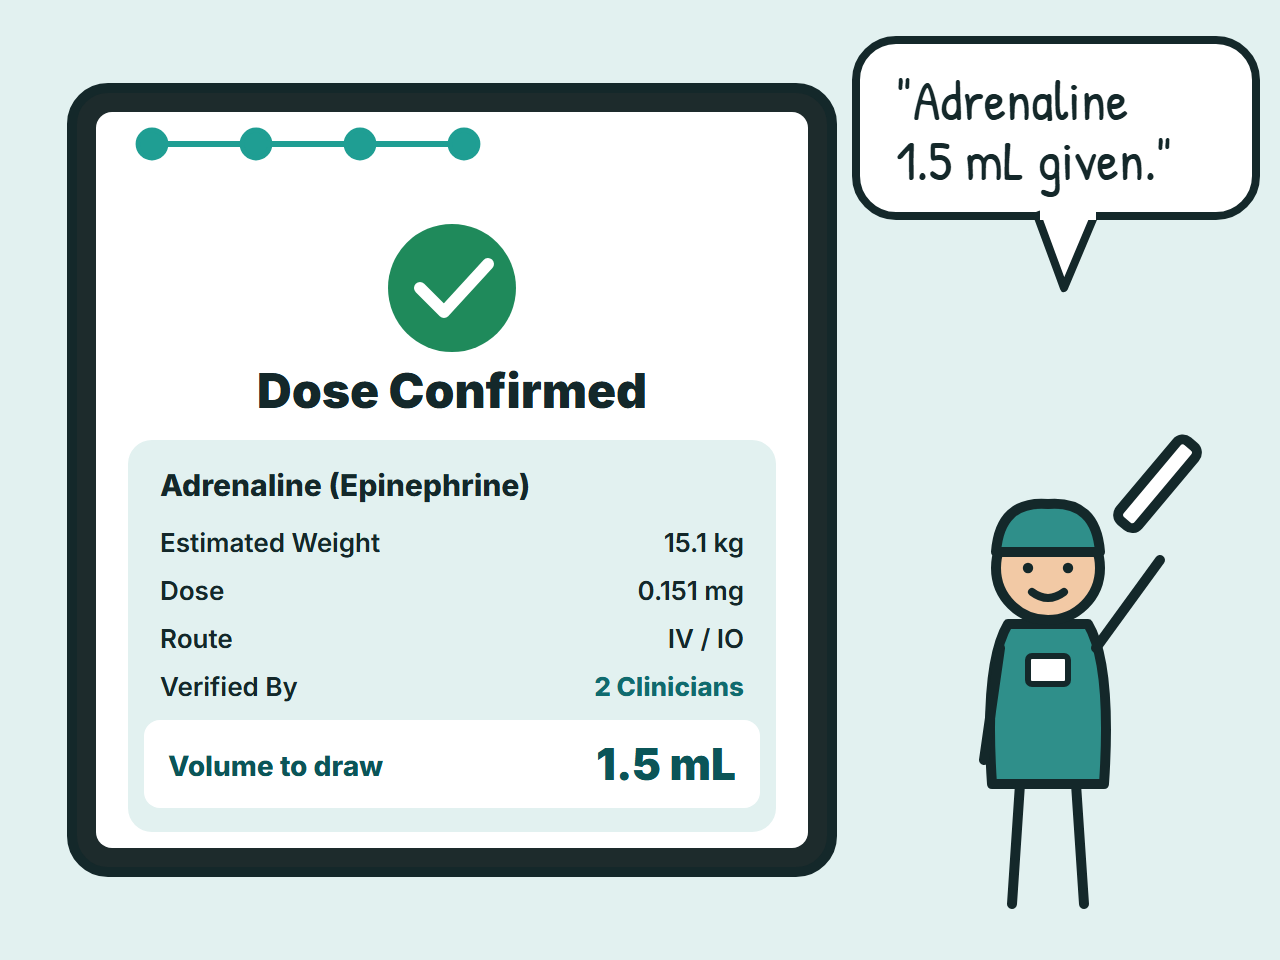 "Adrenaline
1.5 mL given."
Dose Confirmed
Adrenaline (Epinephrine)
Estimated Weight 15.1 kg
Dose 0.151 mg
Route IV / IO
Verified By 2 Clinicians
Volume to draw 1.5 mL